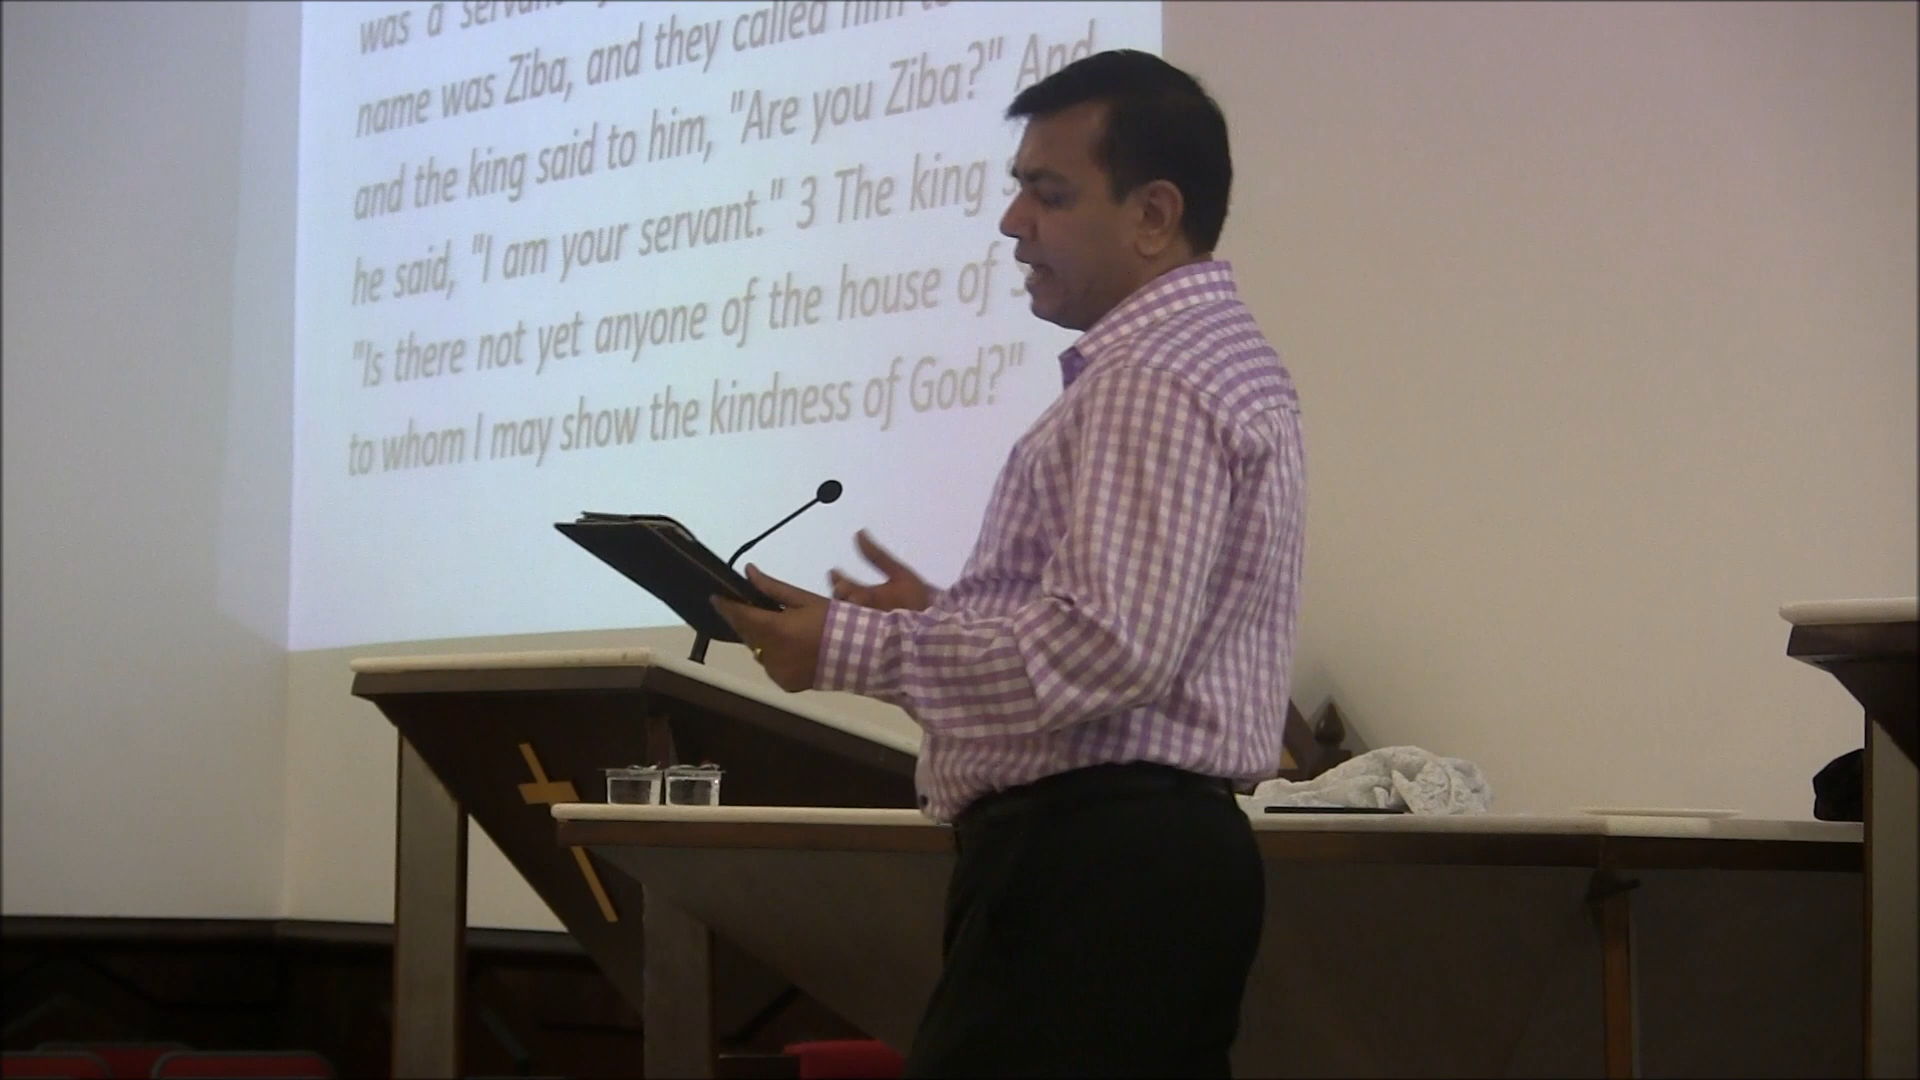 was a servant
name was Ziba, and they called him
and the king said to him, "Are you Ziba?" And
he said, "I am your servant." 3 The king
"Is there not yet anyone of the house of
to whom I may show the kindness of God?"